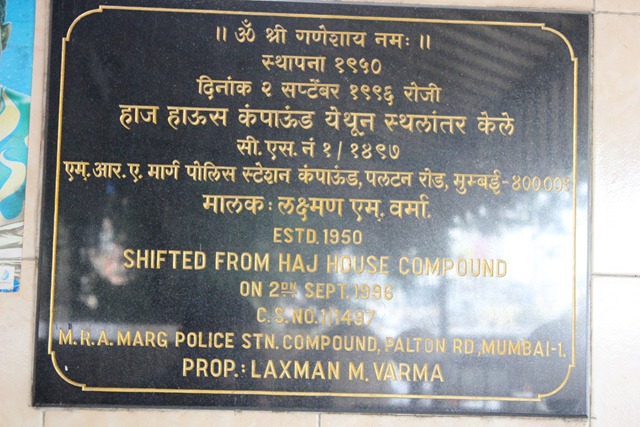 ॥ ॐ श्री गणेशाय नमः ॥
स्थापना १९५०
दिनांक २ सप्टेंबर १९९६ रोजी
हाज हाऊस कंपाऊंड येथून स्थलांतर केले
सी. एस. नं १/१४९७
एम. आर. ए. मार्ग पोलिस स्टेशन कंपाऊंड, पलटन रोड, मुम्बई-४००००१
मालक: लक्ष्मण एम. वर्मा.
ESTD. 1950
SHIFTED FROM HAJ HOUSE COMPOUND
ON 2ND SEPT. 1996
C. S. NO. 1/1497
M. R. A. MARG POLICE STN. COMPOUND, PALTON RD, MUMBAI-1.
PROP.: LAXMAN M. VARMA